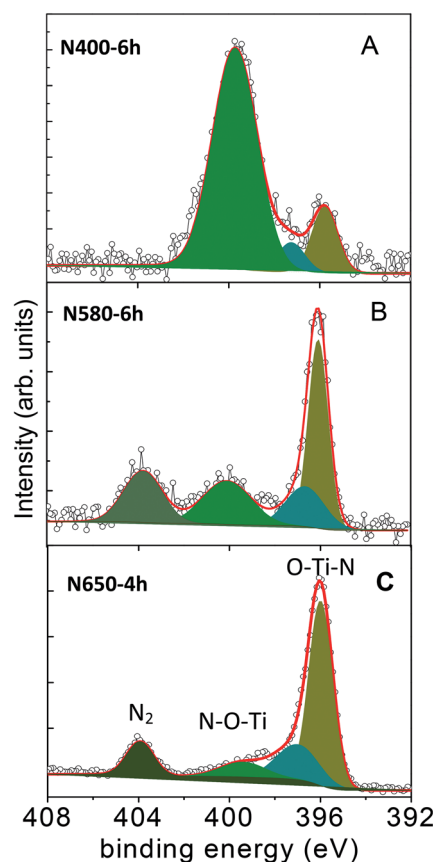 N400-6h
A
N580-6h
B
Intensity (arb. units)
N650-4h
O-Ti-N
C
N2
N-O-Ti
408 404 400 396 392
binding energy (eV)